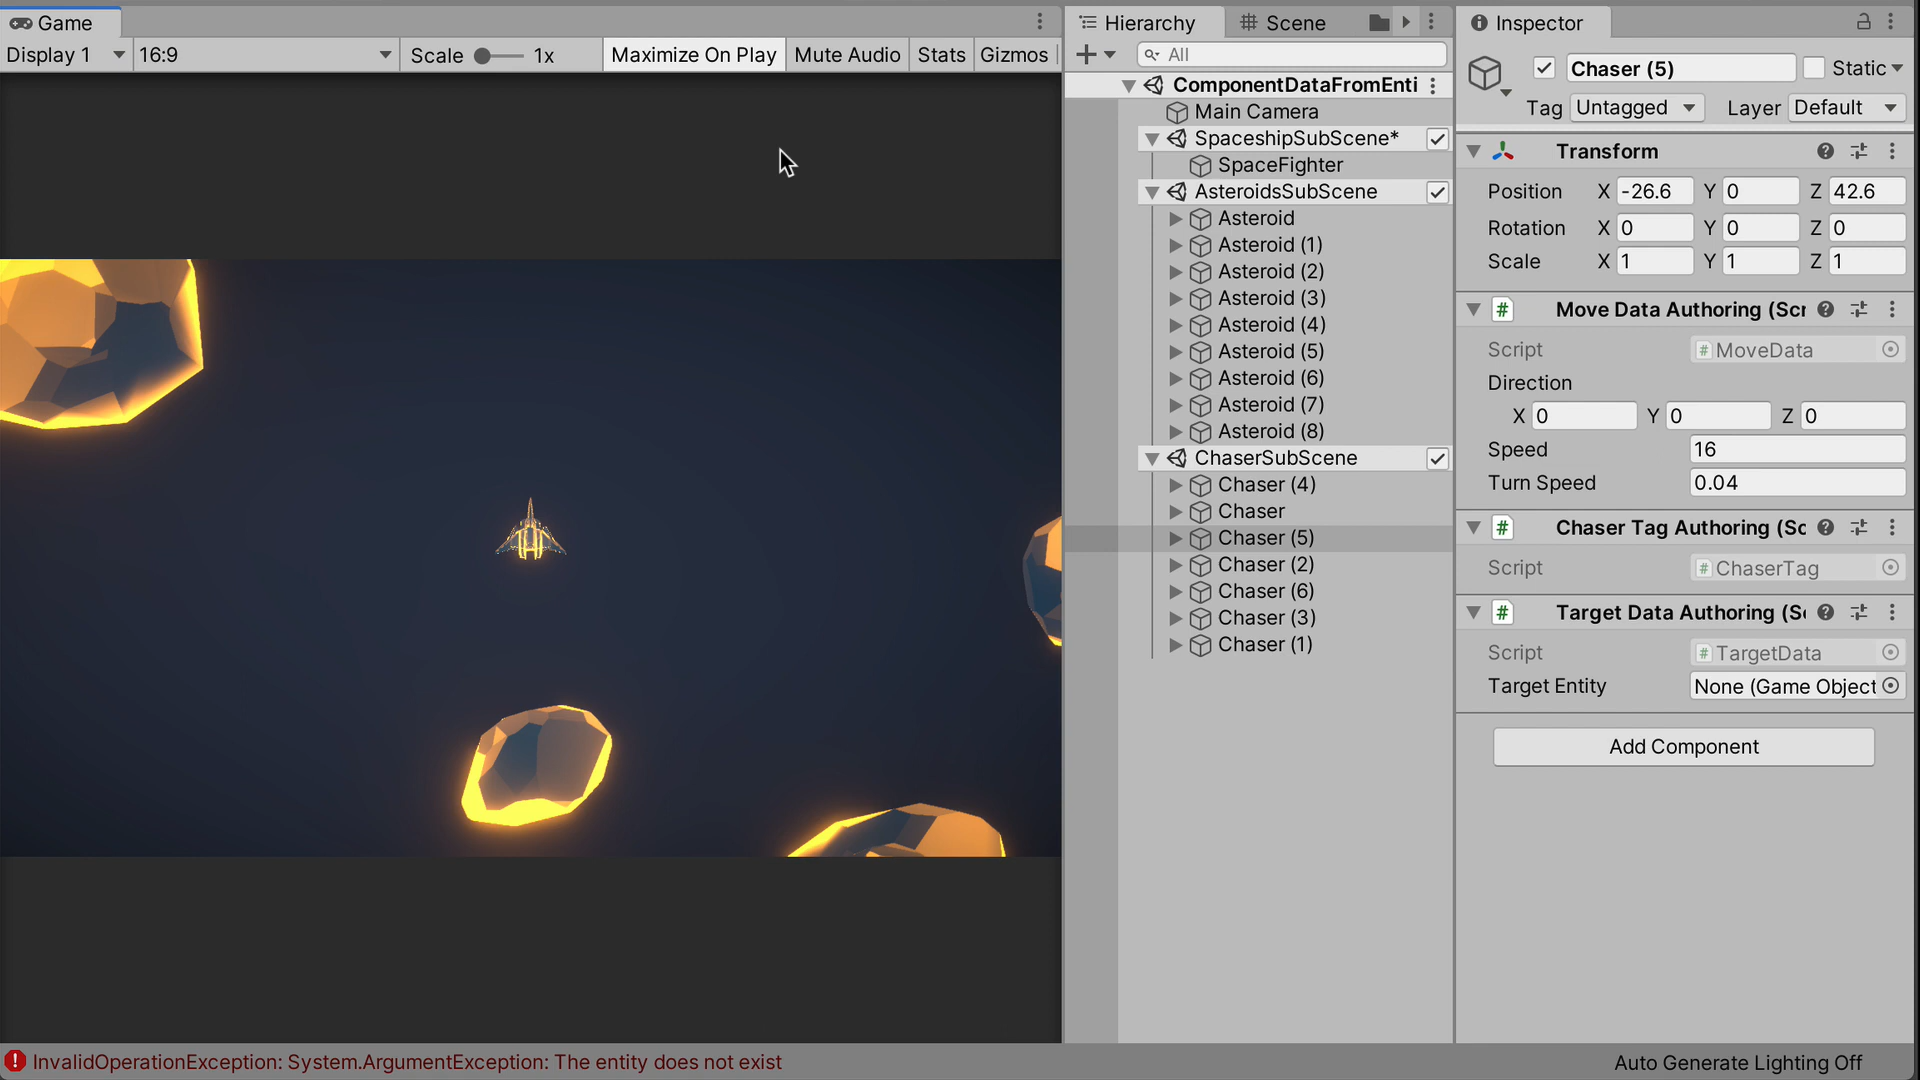 Game
Display 1
16:9
Scale
1x
Maximize On Play
Mute Audio
Stats
Gizmos
Hierarchy
Scene
All
ComponentDataFromEnti
Main Camera
SpaceshipSubScene*
SpaceFighter
AsteroidsSubScene
Asteroid
Asteroid (1)
Asteroid (2)
Asteroid (3)
Asteroid (4)
Asteroid (5)
Asteroid (6)
Asteroid (7)
Asteroid (8)
ChaserSubScene
Chaser (4)
Chaser
Chaser (5)
Chaser (2)
Chaser (6)
Chaser (3)
Chaser (1)
Inspector
Chaser (5)
Static
Tag Untagged Layer Default
Transform
Position X -26.6 Y 0 Z 42.6
Rotation X 0 Y 0 Z 0
Scale X 1 Y 1 Z 1
# Move Data Authoring (Scr
Script # MoveData
Direction
X 0 Y 0 Z 0
Speed 16
Turn Speed 0.04
# Chaser Tag Authoring (Sc
Script # ChaserTag
# Target Data Authoring (S
Script # TargetData
Target Entity None (Game Object
Add Component
InvalidOperationException: System.ArgumentException: The entity does not exist
Auto Generate Lighting Off